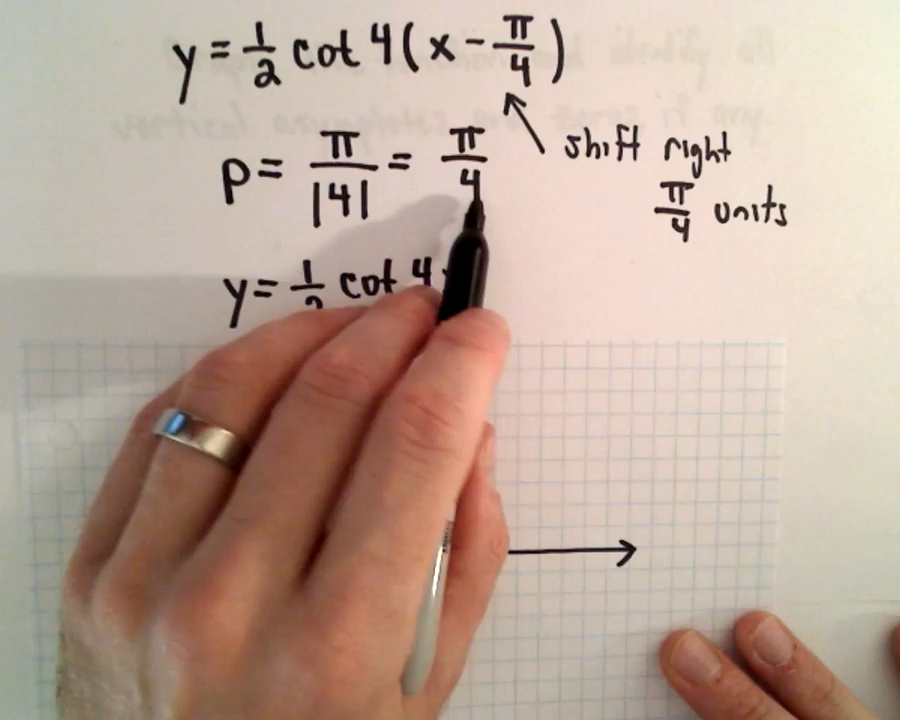 y = 1/2 cot 4(x - π/4)
shift right
p = π/|4| = π/4
π/4 units
y = 1/2 cot 4